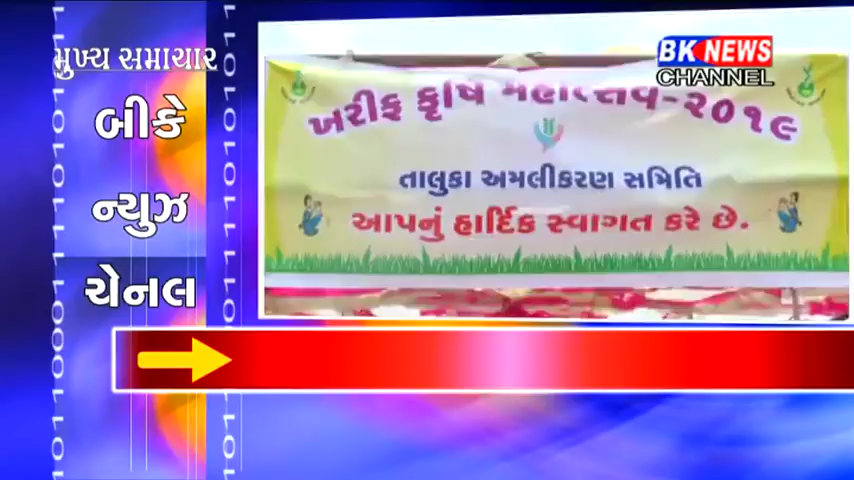 મુખ્ય સમાચાર
બીકે
ન્યુઝ
ચેનલ
BK NEWS
CHANNEL
ખરીફ કૃષિ મહોત્સવ-૨૦૧૯
તાલુકા અમલીકરણ સમિતિ
આપનું હાર્દિક સ્વાગત કરે છે.